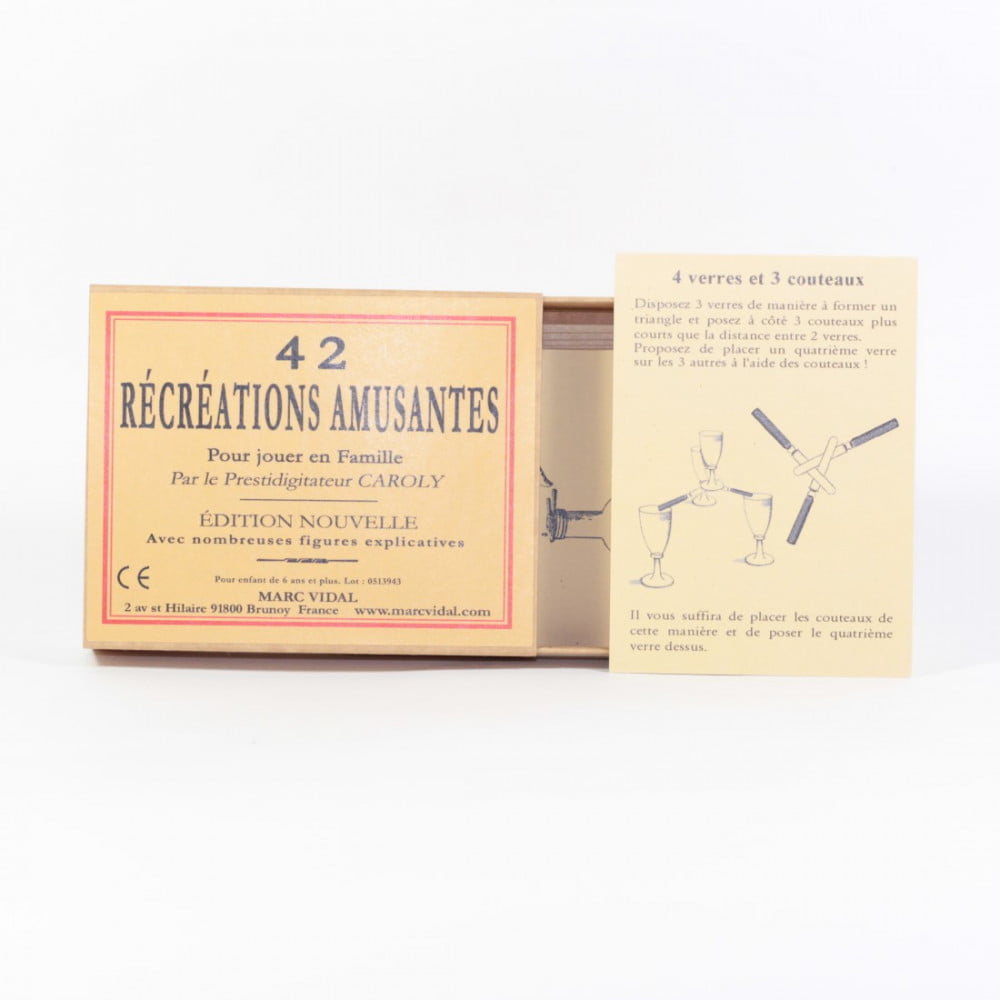 42
RÉCRÉATIONS AMUSANTES
Pour jouer en Famille
Par le Prestidigitateur CAROLY
ÉDITION NOUVELLE
Avec nombreuses figures explicatives
CE
Pour enfant de 6 ans et plus. Lot : 0513943
MARC VIDAL
2 av st Hilaire 91800 Brunoy France www.marcvidal.com
4 verres et 3 couteaux
Disposez 3 verres de manière à former un
triangle et posez à côté 3 couteaux plus
courts que la distance entre 2 verres.
Proposez de placer un quatrième verre
sur les 3 autres à l'aide des couteaux !
Il vous suffira de placer les couteaux de
cette manière et de poser le quatrième
verre dessus.